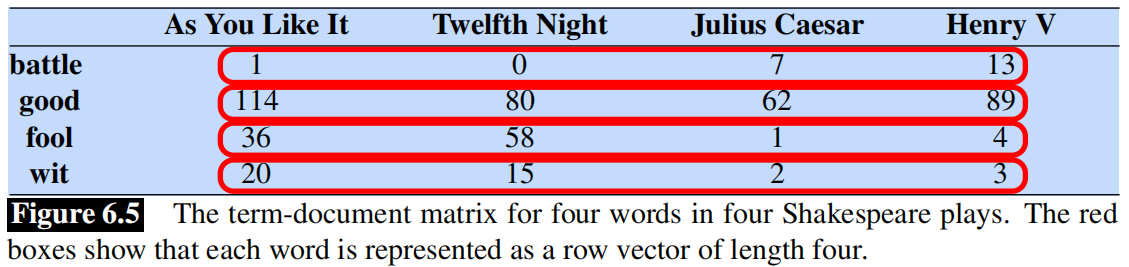 As You Like It Twelfth Night Julius Caesar Henry V
battle 1 0 7 13
good 114 80 62 89
fool 36 58 1 4
wit 20 15 2 3
Figure 6.5 The term-document matrix for four words in four Shakespeare plays. The red
boxes show that each word is represented as a row vector of length four.